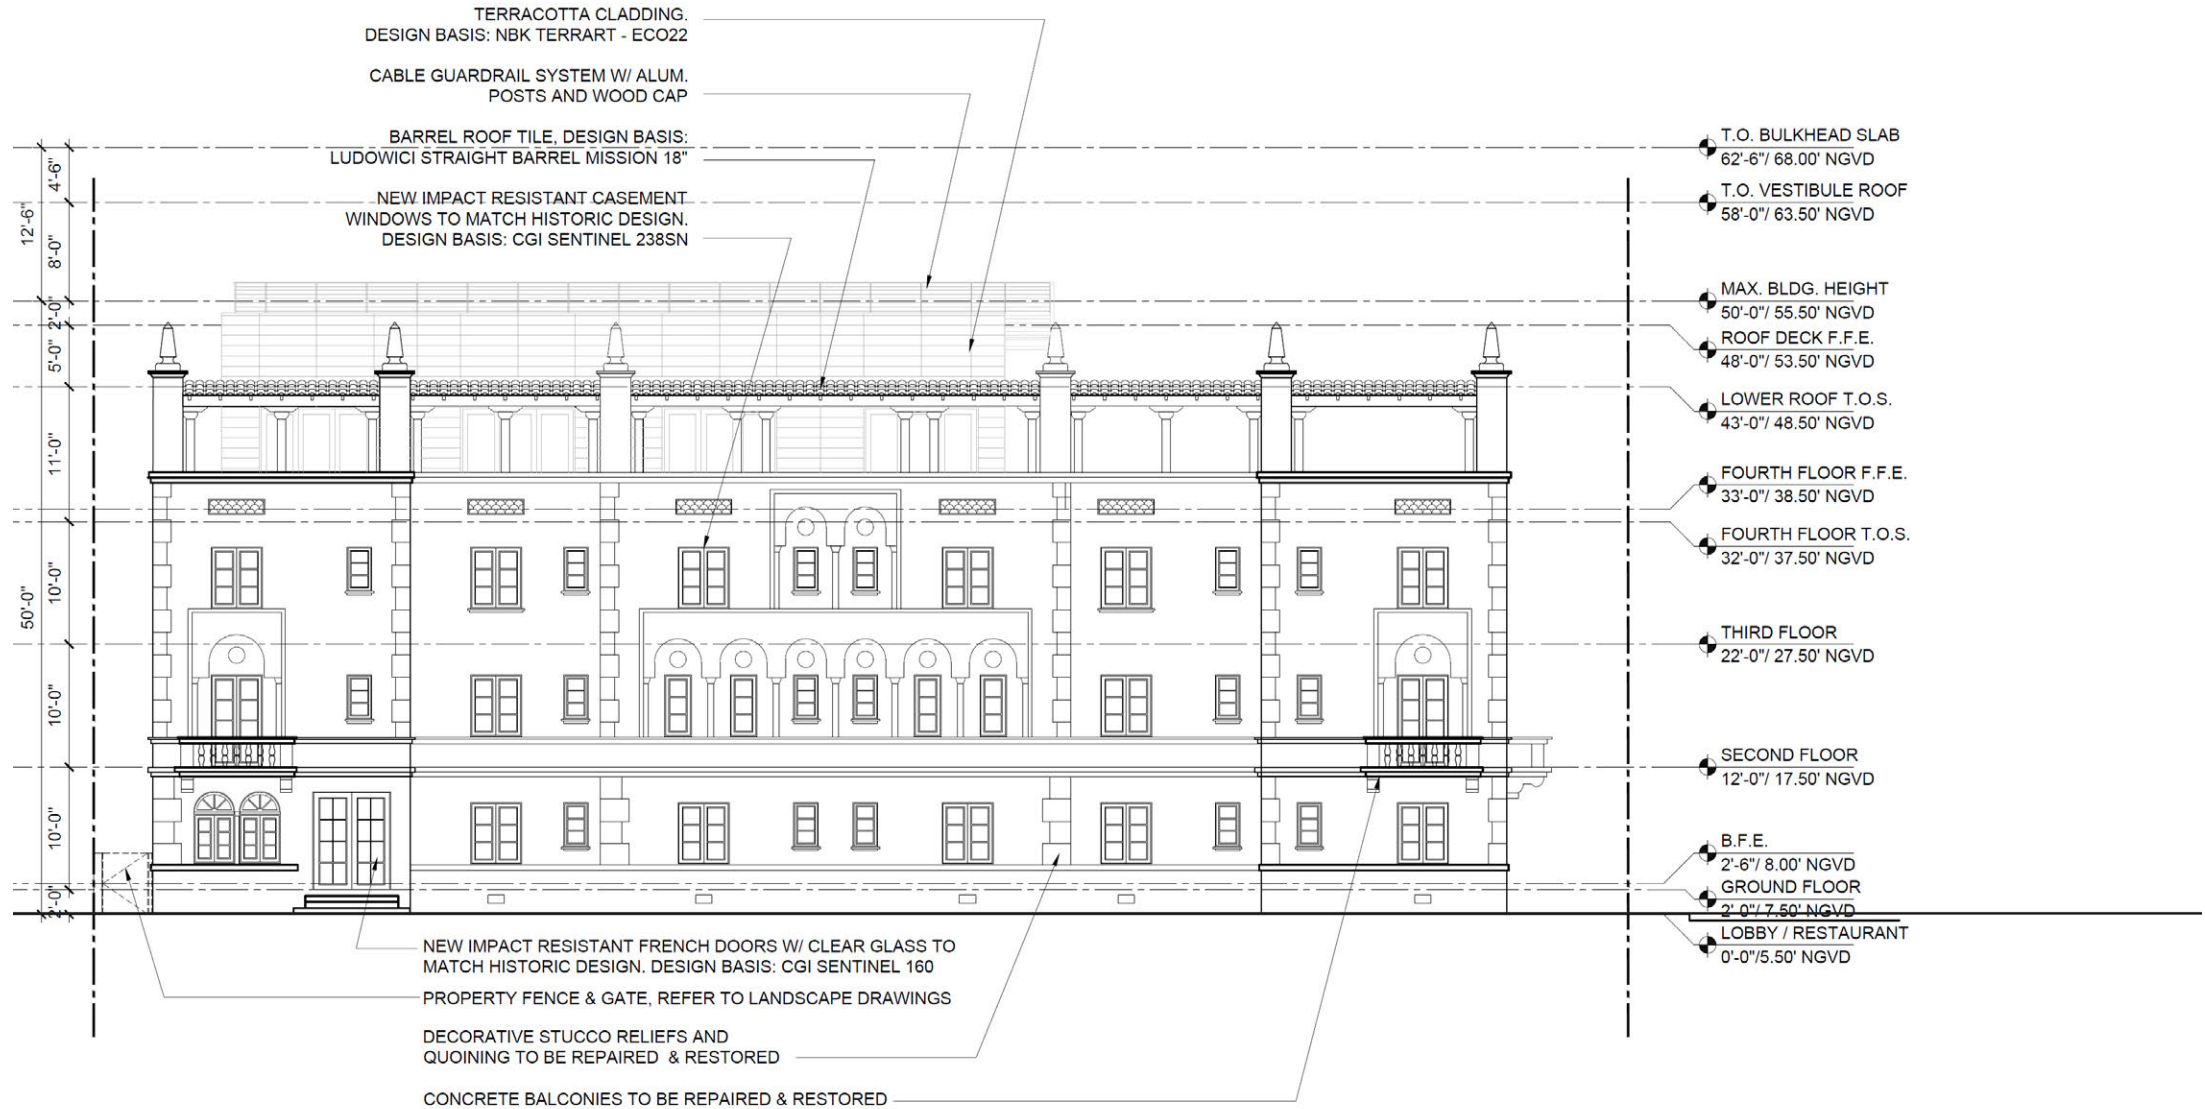 TERRACOTTA CLADDING.
DESIGN BASIS: NBK TERRART - ECO22
CABLE GUARDRAIL SYSTEM W/ ALUM.
POSTS AND WOOD CAP
BARREL ROOF TILE, DESIGN BASIS:
LUDOWICI STRAIGHT BARREL MISSION 18"
NEW IMPACT RESISTANT CASEMENT
WINDOWS TO MATCH HISTORIC DESIGN.
DESIGN BASIS: CGI SENTINEL 238SN
4'-6"
12'-6"
8'-0"
2'-0"
5'-0"
11'-0"
10'-0"
50'-0"
10'-0"
10'-0"
2'-0"
T.O. BULKHEAD SLAB
62'-6"/ 68.00' NGVD
T.O. VESTIBULE ROOF
58'-0"/ 63.50' NGVD
MAX. BLDG. HEIGHT
50'-0"/ 55.50' NGVD
ROOF DECK F.F.E.
48'-0"/ 53.50' NGVD
LOWER ROOF T.O.S.
43'-0"/ 48.50' NGVD
FOURTH FLOOR F.F.E.
33'-0"/ 38.50' NGVD
FOURTH FLOOR T.O.S.
32'-0"/ 37.50' NGVD
THIRD FLOOR
22'-0"/ 27.50' NGVD
SECOND FLOOR
12'-0"/ 17.50' NGVD
B.F.E.
2'-6"/ 8.00' NGVD
GROUND FLOOR
2'-0"/ 7.50' NGVD
LOBBY / RESTAURANT
0'-0"/5.50' NGVD
NEW IMPACT RESISTANT FRENCH DOORS W/ CLEAR GLASS TO
MATCH HISTORIC DESIGN. DESIGN BASIS: CGI SENTINEL 160
PROPERTY FENCE & GATE, REFER TO LANDSCAPE DRAWINGS
DECORATIVE STUCCO RELIEFS AND
QUOINING TO BE REPAIRED & RESTORED
CONCRETE BALCONIES TO BE REPAIRED & RESTORED